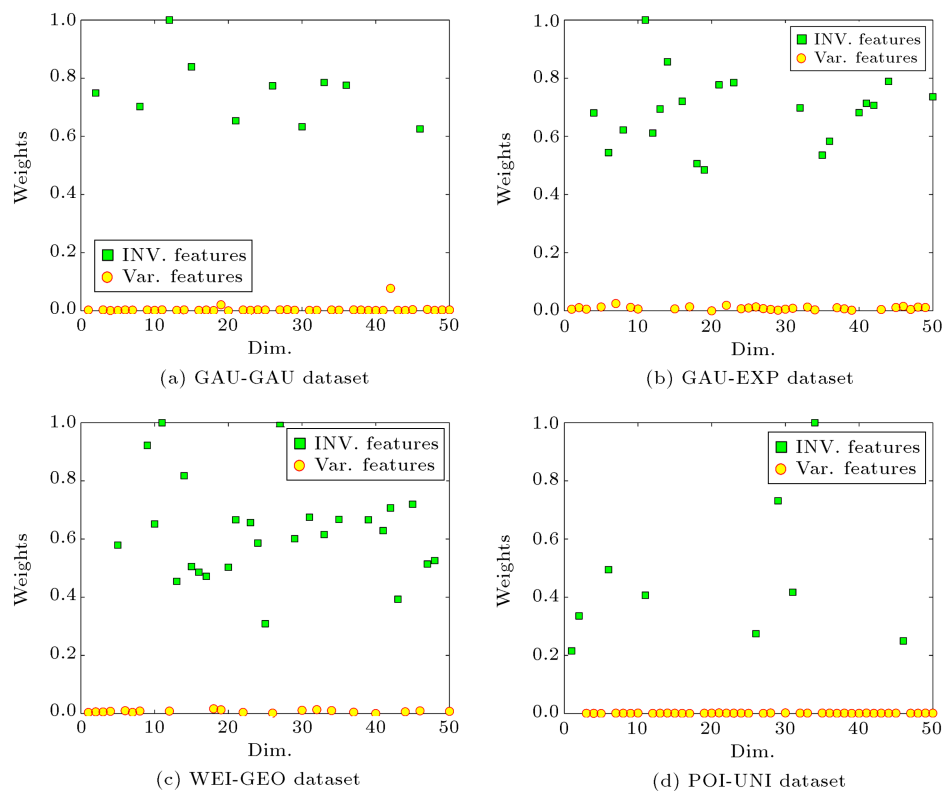 1.0
0.8
0.6
0.4
0.2
0.0
Weights
INV. features
Var. features
0 10 20 30 40 50
Dim.
(a) GAU-GAU dataset
1.0
0.8
0.6
0.4
0.2
0.0
Weights
INV. features
Var. features
0 10 20 30 40 50
Dim.
(b) GAU-EXP dataset
1.0
0.8
0.6
0.4
0.2
0.0
Weights
INV. features
Var. features
0 10 20 30 40 50
Dim.
(c) WEI-GEO dataset
1.0
0.8
0.6
0.4
0.2
0.0
Weights
INV. features
Var. features
0 10 20 30 40 50
Dim.
(d) POI-UNI dataset